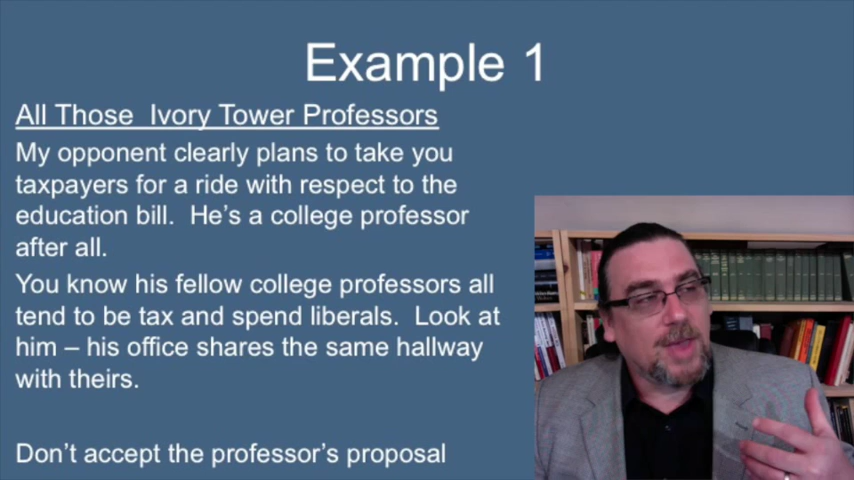 Example 1
All Those Ivory Tower Professors
My opponent clearly plans to take you
taxpayers for a ride with respect to the
education bill. He's a college professor
after all.
You know his fellow college professors all
tend to be tax and spend liberals. Look at
him – his office shares the same hallway
with theirs.
Don't accept the professor's proposal